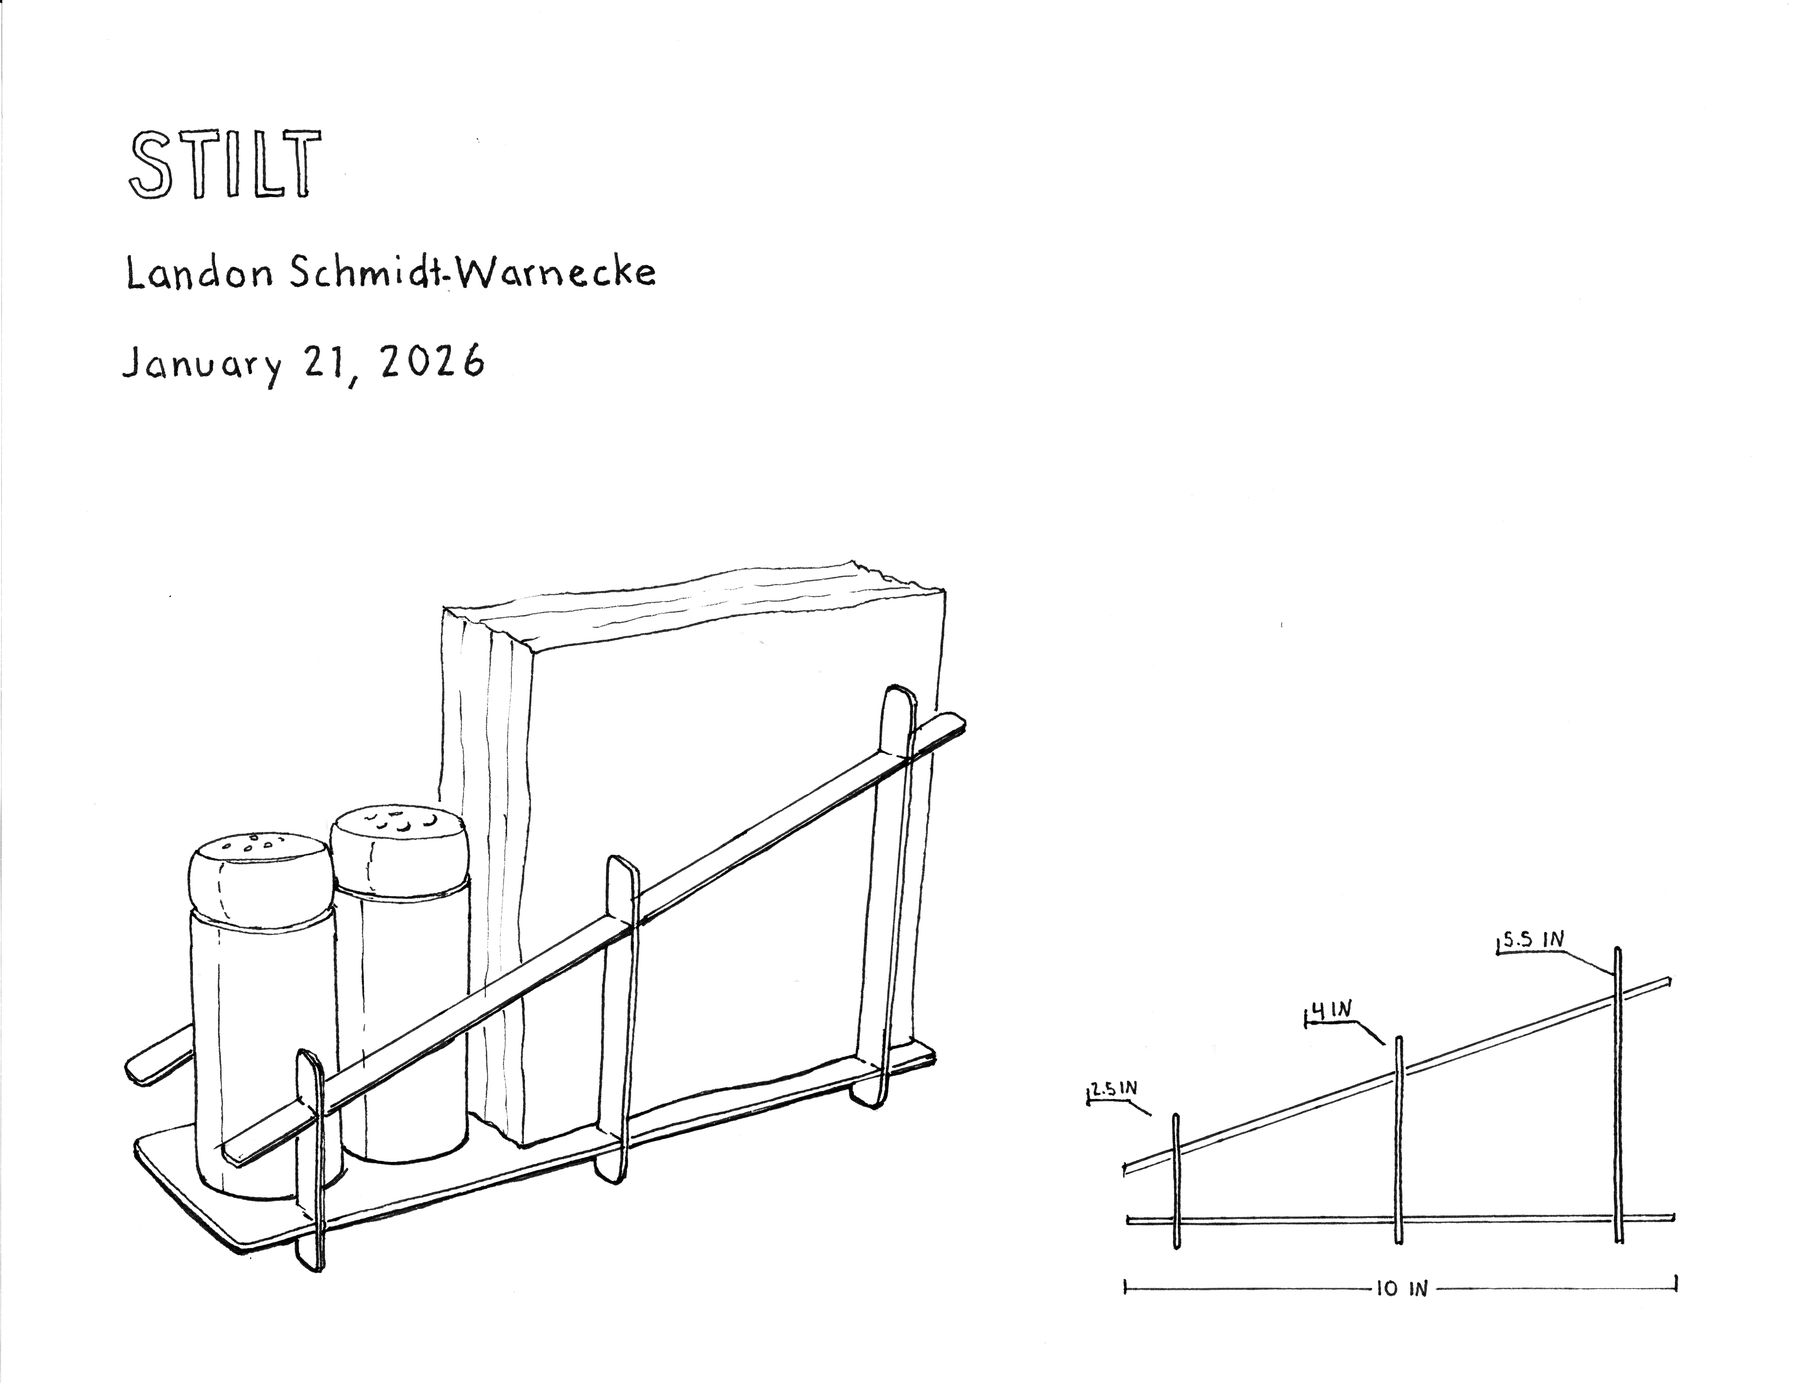 STILT
Landon Schmidt-Warnecke
January 21, 2026
5.5 IN
4 IN
2.5 IN
10 IN